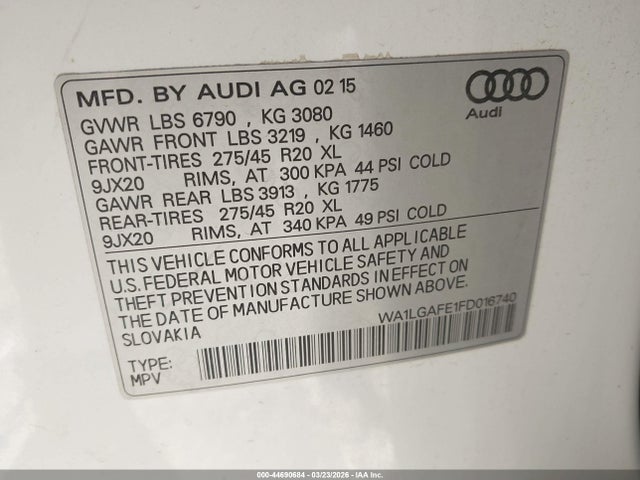 MFD. BY AUDI AG 02 15
Audi
GVWR LBS 6790 , KG 3080
GAWR FRONT LBS 3219 , KG 1460
FRONT-TIRES 275/45 R20 XL
9JX20 RIMS, AT 300 KPA 44 PSI COLD
GAWR REAR LBS 3913 , KG 1775
REAR-TIRES 275/45 R20 XL
9JX20 RIMS, AT 340 KPA 49 PSI COLD
THIS VEHICLE CONFORMS TO ALL APPLICABLE
U.S. FEDERAL MOTOR VEHICLE SAFETY AND
THEFT PREVENTION STANDARDS IN EFFECT ON
THE DATE OF MANUFACTURE SHOWN ABOVE.
SLOVAKIA
WA1LGAFE1FD016740
TYPE:
MPV
000-44690684 - 03/23/2026 - IAA Inc.